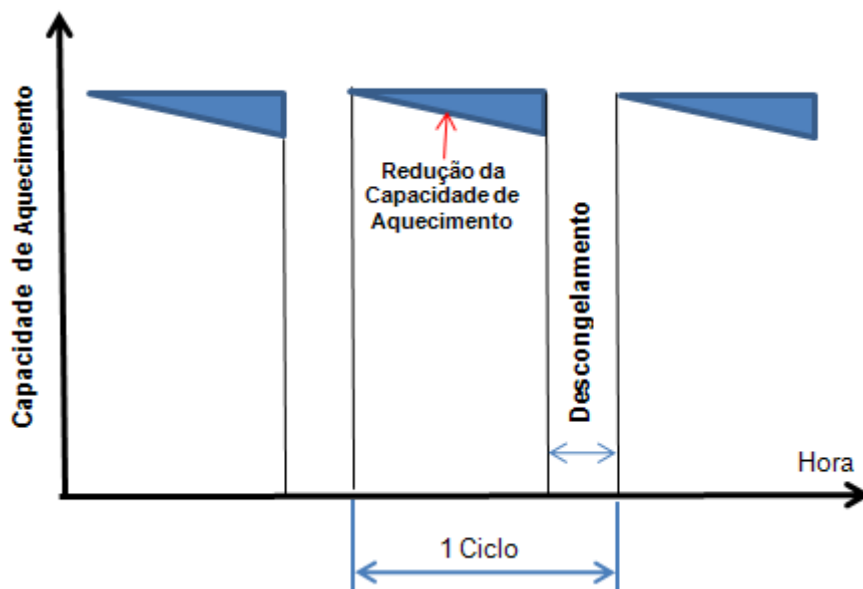 Capacidade de Aquecimento
Redução da
Capacidade de
Aquecimento
Descongelamento
Hora
1 Ciclo